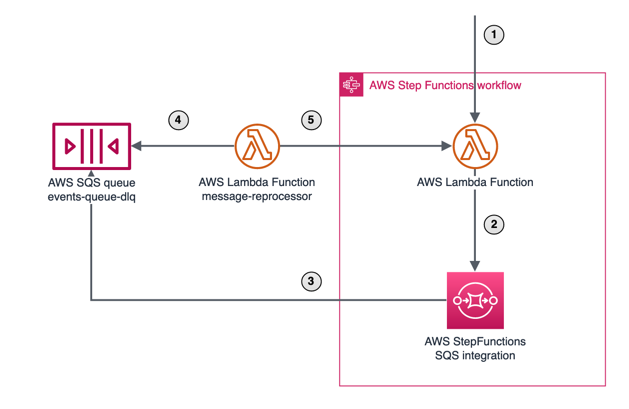 1
AWS Step Functions workflow
4
5
AWS SQS queue
events-queue-dlq
AWS Lambda Function
message-reprocessor
AWS Lambda Function
2
3
AWS StepFunctions
SQS integration